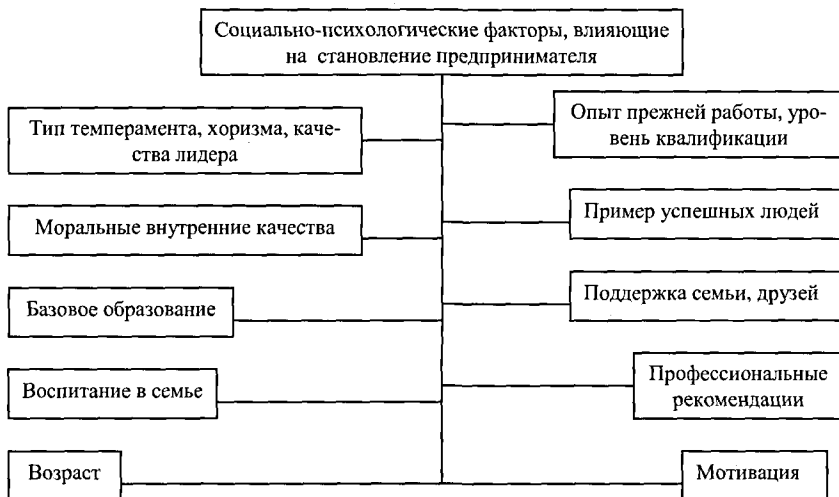 Социально-психологические факторы, влияющие
на становление предпринимателя
Тип темперамента, хоризма, каче-
ства лидера
Опыт прежней работы, уро-
вень квалификации
Моральные внутренние качества
Пример успешных людей
Базовое образование
Поддержка семьи, друзей
Воспитание в семье
Профессиональные
рекомендации
Возраст
Мотивация